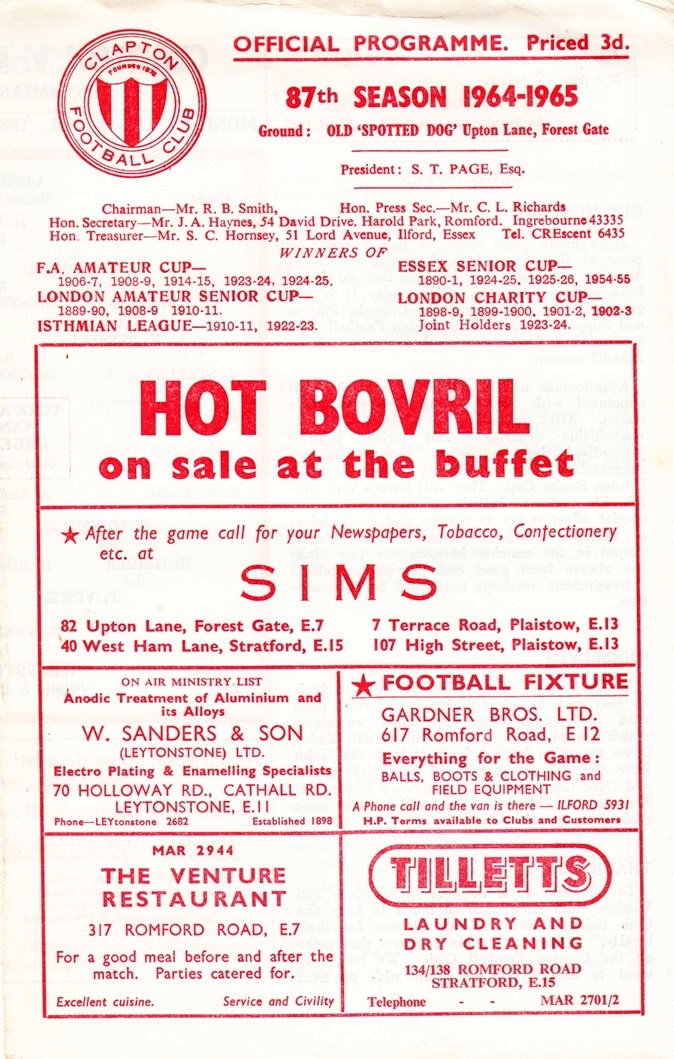 CLAPTON
FOUNDED 1878
FOOTBALL CLUB
OFFICIAL PROGRAMME. Priced 3d.
87th SEASON 1964-1965
Ground : OLD 'SPOTTED DOG' Upton Lane, Forest Gate
President : S. T. PAGE, Esq.
Chairman—Mr. R. B. Smith, Hon. Press Sec.—Mr. C. L. Richards
Hon. Secretary—Mr. J. A. Haynes, 54 David Drive. Harold Park, Romford. Ingrebourne 43335
Hon. Treasurer—Mr. S. C. Hornsey, 51 Lord Avenue, Ilford, Essex Tel. CREscent 6435
WINNERS OF
F.A. AMATEUR CUP—
1906-7, 1908-9, 1914-15, 1923-24, 1924-25.
LONDON AMATEUR SENIOR CUP—
1889-90, 1908-9 1910-11.
ISTHMIAN LEAGUE—1910-11, 1922-23.
ESSEX SENIOR CUP—
1890-1, 1924-25, 1925-26, 1954-55
LONDON CHARITY CUP—
1898-9, 1899-1900, 1901-2, 1902-3
Joint Holders 1923-24.
HOT BOVRIL
on sale at the buffet
★ After the game call for your Newspapers, Tobacco, Confectionery
etc. at
SIMS
82 Upton Lane, Forest Gate, E.7 7 Terrace Road, Plaistow, E.13
40 West Ham Lane, Stratford, E.15 107 High Street, Plaistow, E.13
ON AIR MINISTRY LIST
Anodic Treatment of Aluminium and
its Alloys
W. SANDERS & SON
(LEYTONSTONE) LTD.
Electro Plating & Enamelling Specialists
70 HOLLOWAY RD., CATHALL RD.
LEYTONSTONE, E.11
Phone—LEYtonstone 2682 Established 1898
★ FOOTBALL FIXTURE
GARDNER BROS. LTD.
617 Romford Road, E 12
Everything for the Game :
BALLS, BOOTS & CLOTHING and
FIELD EQUIPMENT
A Phone call and the van is there — ILFORD 5931
H.P. Terms available to Clubs and Customers
MAR 2944
THE VENTURE
RESTAURANT
317 ROMFORD ROAD, E.7
For a good meal before and after the
match. Parties catered for.
Excellent cuisine. Service and Civility
TILLETTS
LAUNDRY AND
DRY CLEANING
134/138 ROMFORD ROAD
STRATFORD, E.15
Telephone - - MAR 2701/2